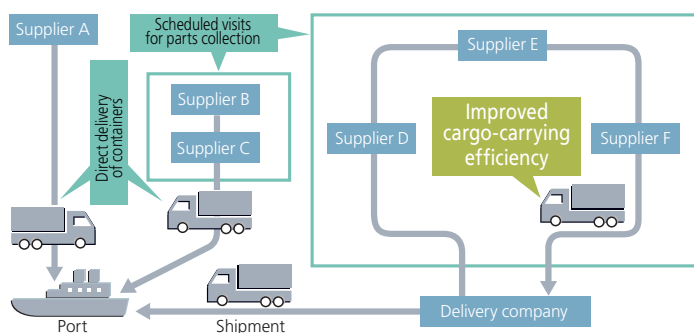 Supplier A
Scheduled visits
for parts collection
Supplier E
Supplier B
Improved
cargo-carrying
efficiency
Direct delivery
of containers
Supplier D
Supplier F
Supplier C
Delivery company
Port
Shipment